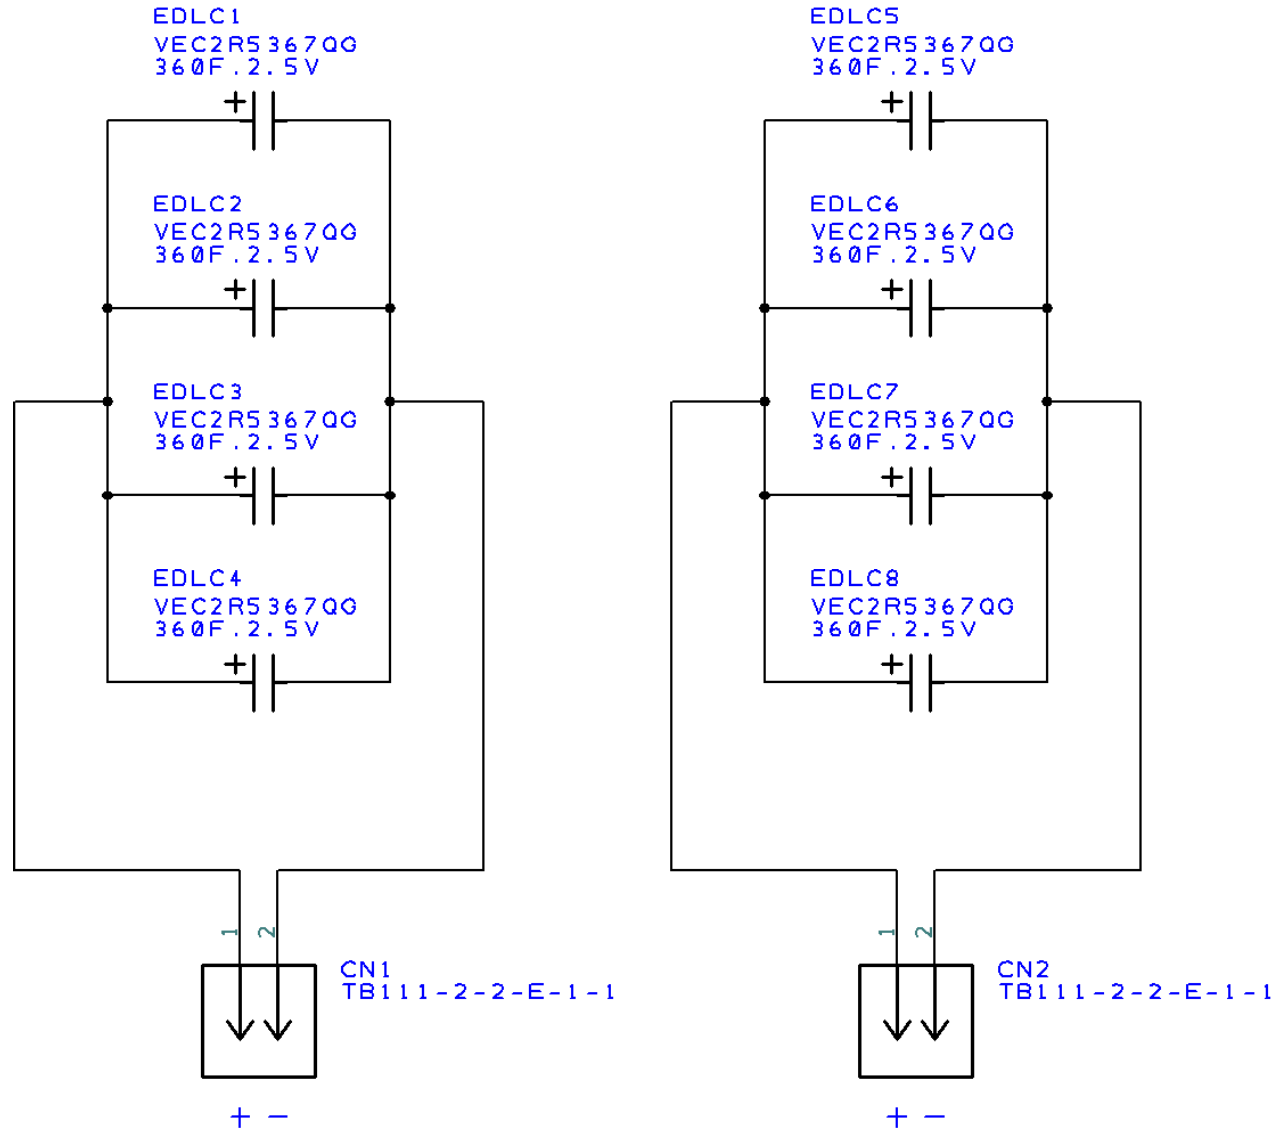 EDLC1
VEC2R5367QG
360F.2.5V
+
EDLC2
VEC2R5367QG
360F.2.5V
+
EDLC3
VEC2R5367QG
360F.2.5V
+
EDLC4
VEC2R5367QG
360F.2.5V
+
1 2
CN1
TB111-2-2-E-1-1
+ -
EDLC5
VEC2R5367QG
360F.2.5V
+
EDLC6
VEC2R5367QG
360F.2.5V
+
EDLC7
VEC2R5367QG
360F.2.5V
+
EDLC8
VEC2R5367QG
360F.2.5V
+
1 2
CN2
TB111-2-2-E-1-1
+ -